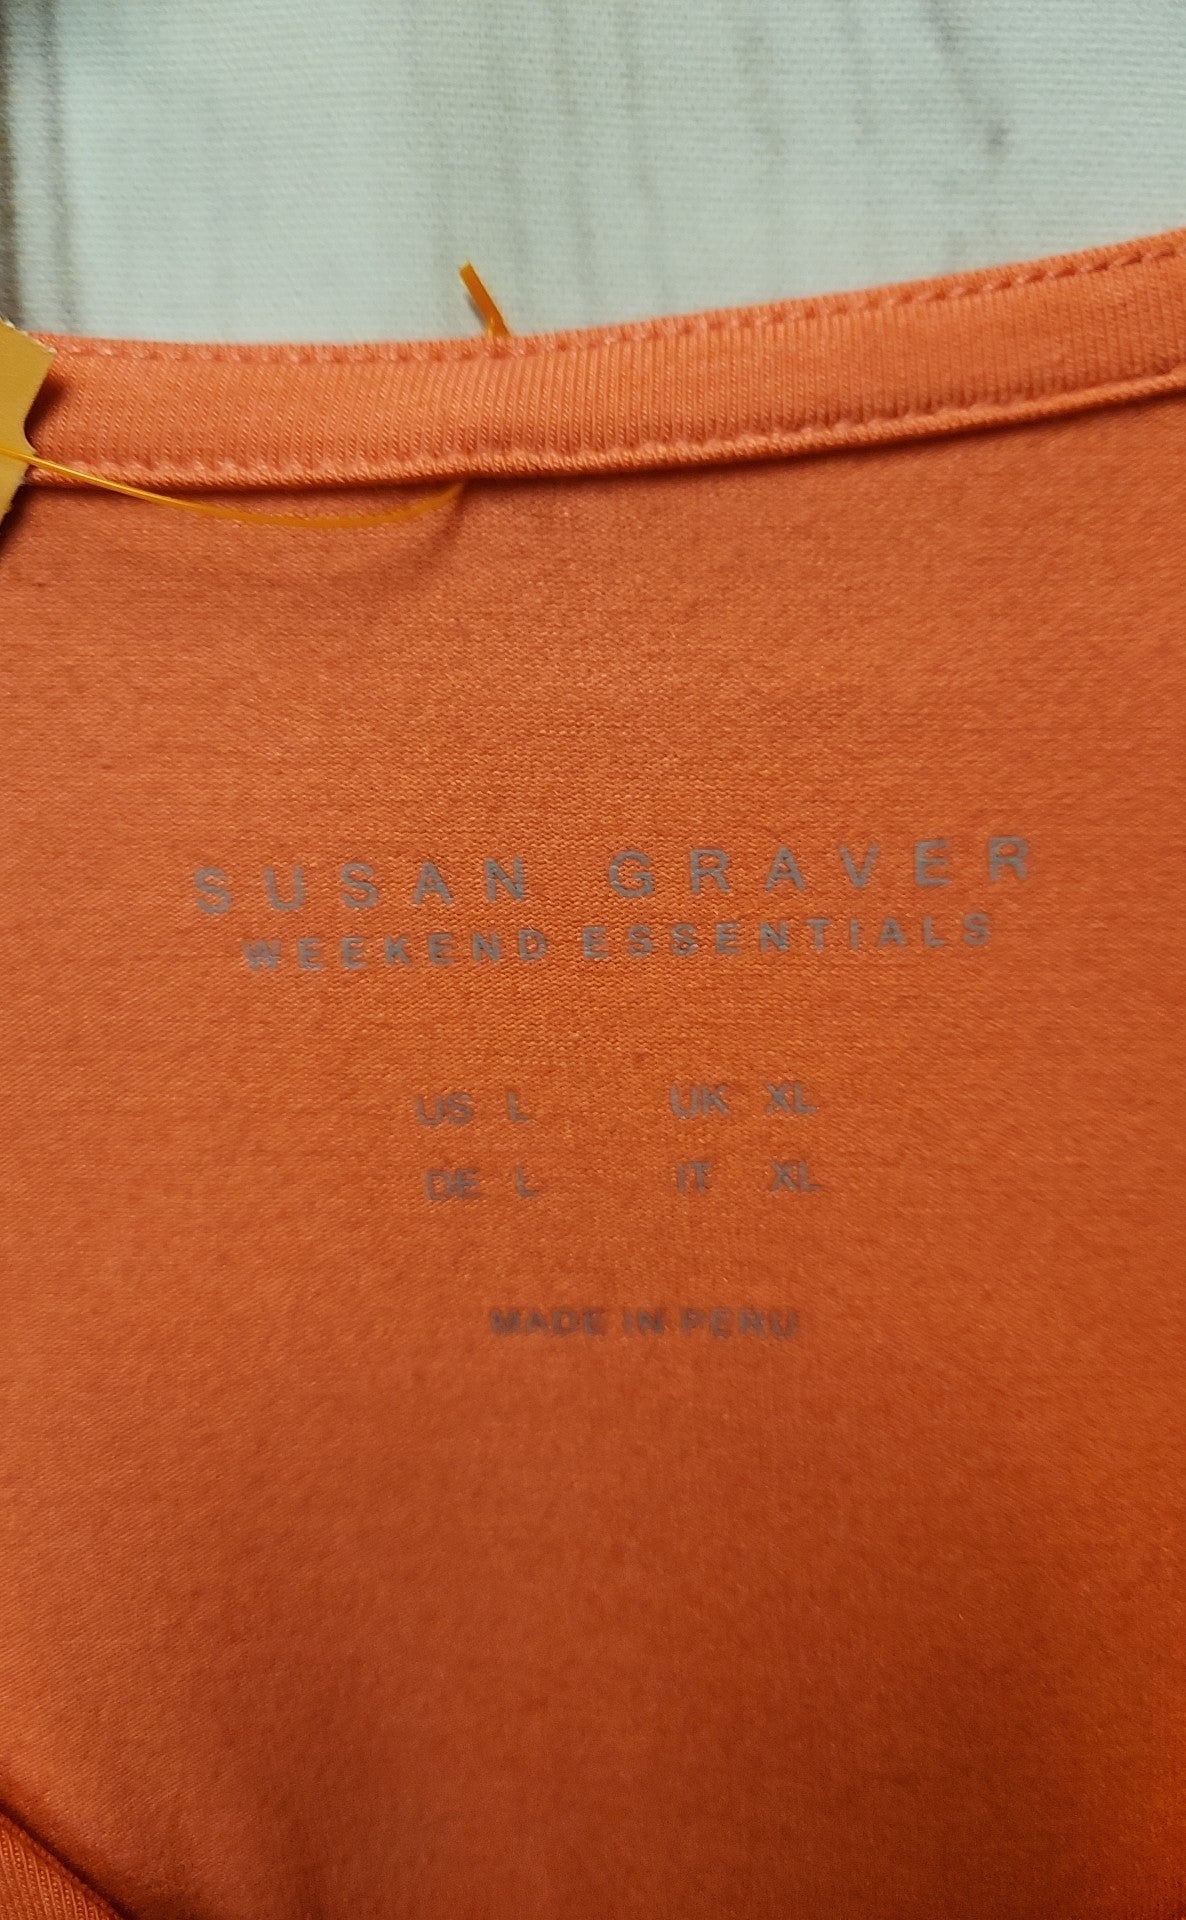 SUSAN GRAVER
WEEKEND ESSENTIALS
US L UK XL
DE L IT XL
MADE IN PERU